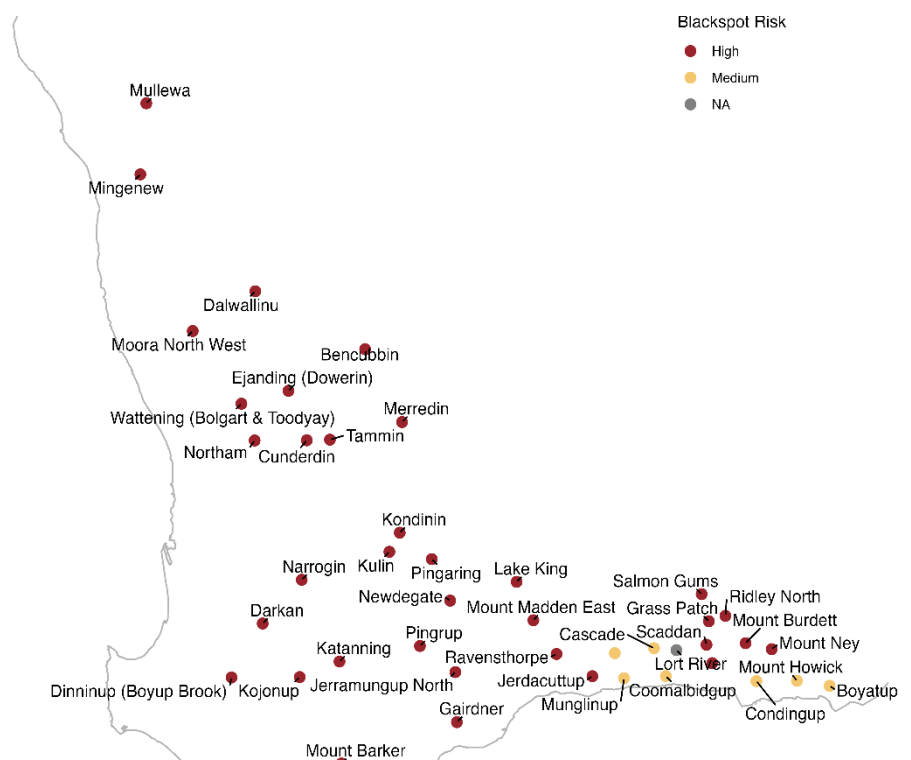 Blackspot Risk
High
Medium
NA
Mullewa
Mingenew
Dalwallinu
Moora North West
Bencubbin
Ejanding (Dowerin)
Wattening (Bolgart & Toodyay)
Merredin
Tammin
Northam
Cunderdin
Kondinin
Kulin
Pingaring
Narrogin
Lake King
Salmon Gums
Newdegate
Mount Madden East
Grass Patch
Ridley North
Darkan
Mount Burdett
Pingrup
Cascade
Scaddan
Mount Ney
Katanning
Ravensthorpe
Lort River
Mount Howick
Dinninup (Boyup Brook)
Kojonup
Jerramungup North
Jerdacuttup
Coomalbidgup
Boyatup
Munglinup
Condingup
Gairdner
Mount Barker